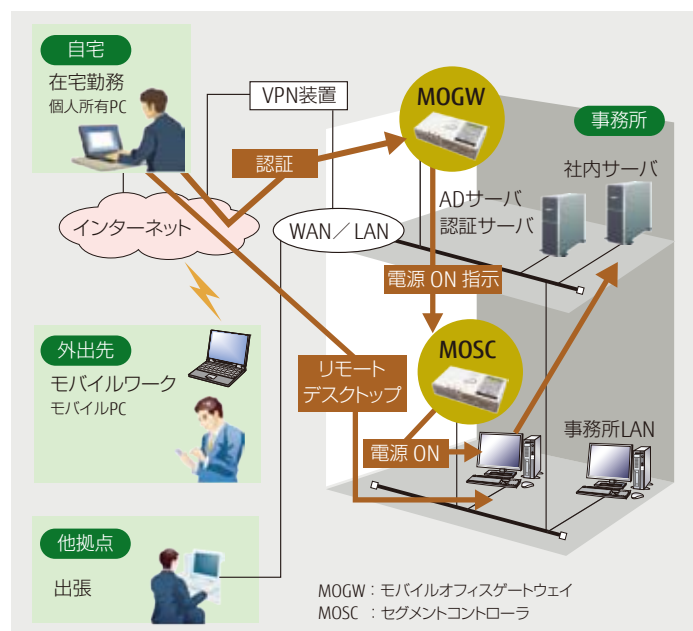 自宅
在宅勤務
個人所有PC
VPN装置
MOGW
事務所
認証
社内サーバ
ADサーバ
認証サーバ
インターネット
WAN／LAN
電源 ON 指示
外出先
モバイルワーク
モバイルPC
MOSC
リモート
デスクトップ
電源 ON
事務所LAN
他拠点
出張
MOGW：モバイルオフィスゲートウェイ
MOSC：セグメントコントローラ